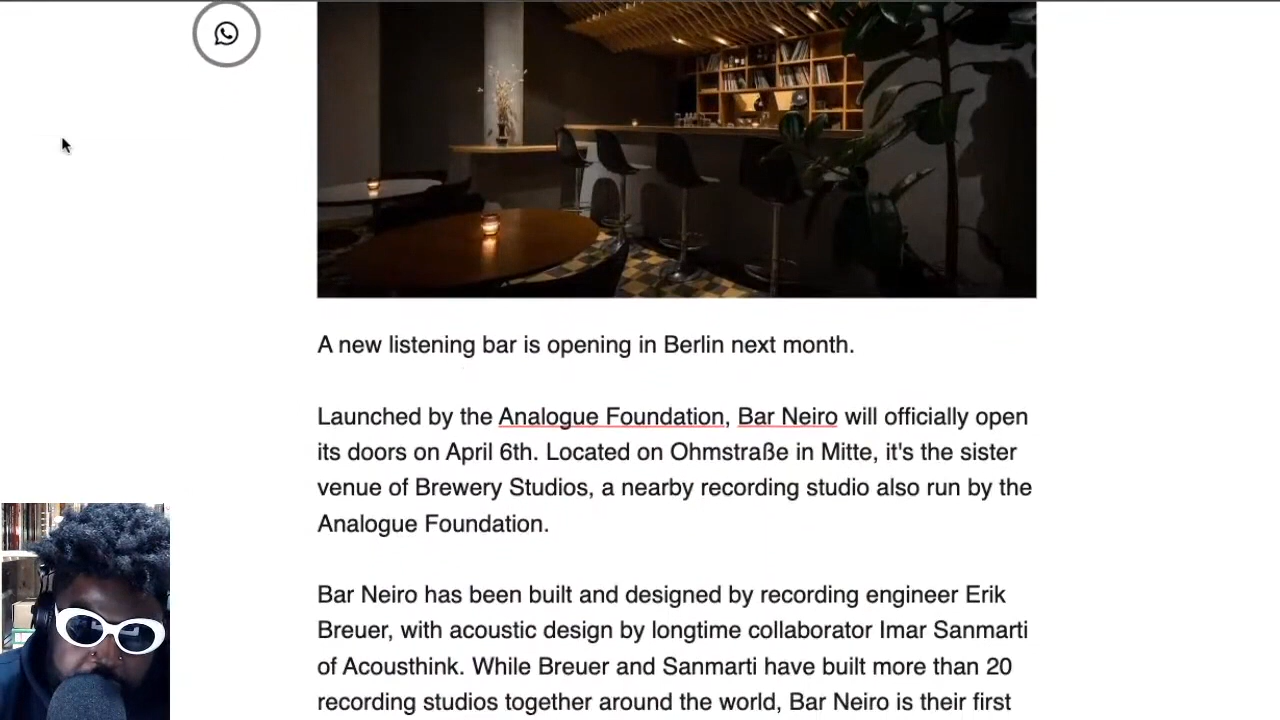 A new listening bar is opening in Berlin next month.
Launched by the Analogue Foundation, Bar Neiro will officially open
its doors on April 6th. Located on Ohmstraße in Mitte, it's the sister
venue of Brewery Studios, a nearby recording studio also run by the
Analogue Foundation.
Bar Neiro has been built and designed by recording engineer Erik
Breuer, with acoustic design by longtime collaborator Imar Sanmarti
of Acousthink. While Breuer and Sanmarti have built more than 20
recording studios together around the world, Bar Neiro is their first